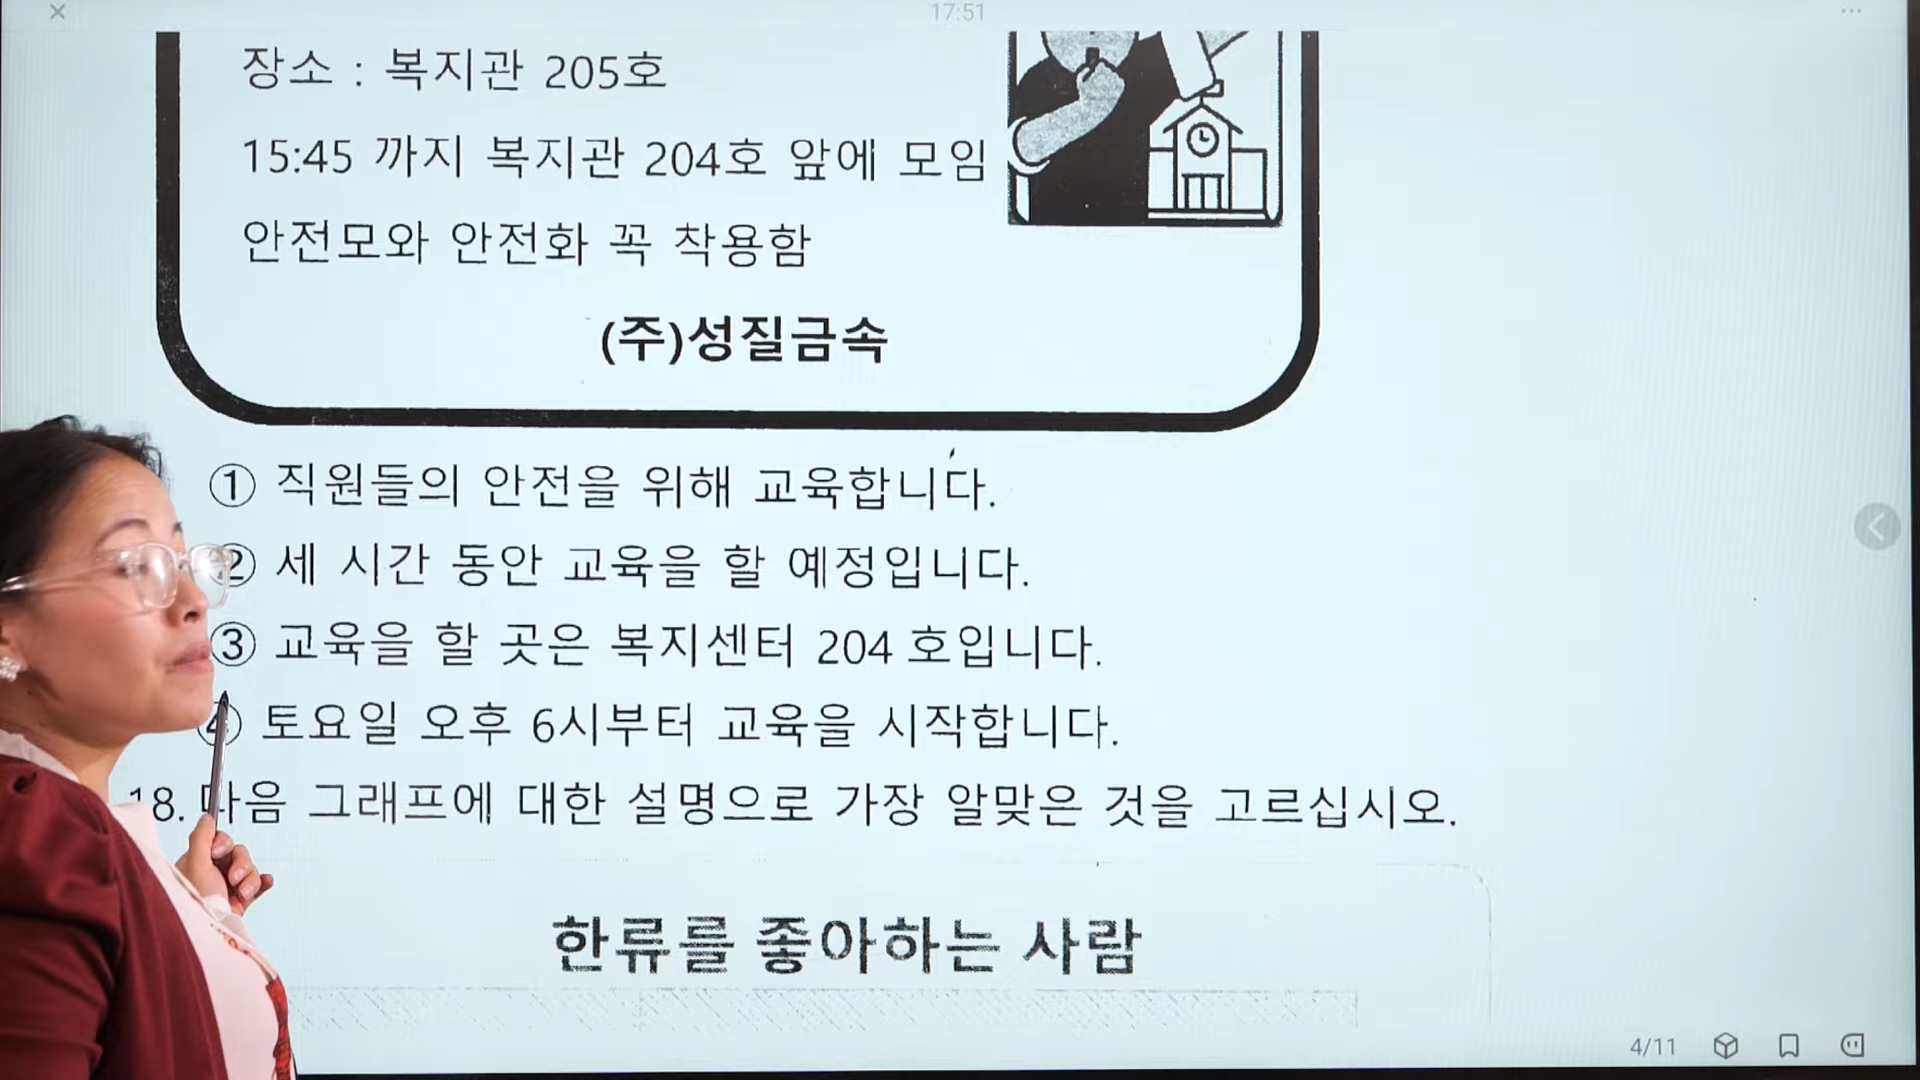 17:51
장소 : 복지관 205호
15:45 까지 복지관 204호 앞에 모임
안전모와 안전화 꼭 착용함
(주)성질금속
① 직원들의 안전을 위해 교육합니다.
② 세 시간 동안 교육을 할 예정입니다.
③ 교육을 할 곳은 복지센터 204 호입니다.
④ 토요일 오후 6시부터 교육을 시작합니다.
18. 다음 그래프에 대한 설명으로 가장 알맞은 것을 고르십시오.
한류를 좋아하는 사람
4/11